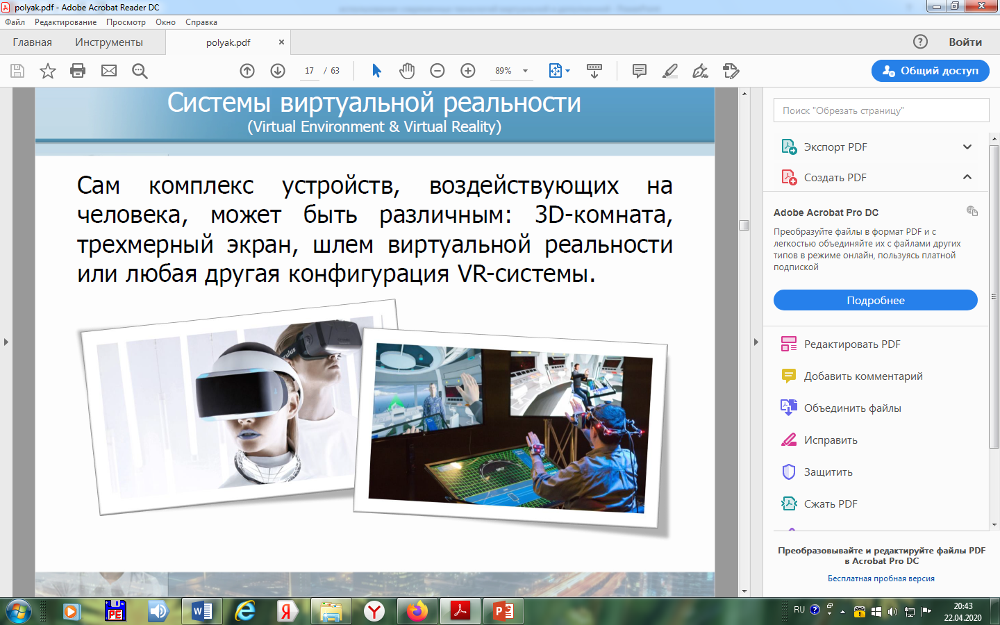 polyak.pdf - Adobe Acrobat Reader DC
Файл Редактирование Просмотр Окно Справка
Главная Инструменты polyak.pdf Войти
17 / 63 89% Общий доступ
Системы виртуальной реальности
(Virtual Environment & Virtual Reality)
Сам комплекс устройств, воздействующих на
человека, может быть различным: 3D-комната,
трехмерный экран, шлем виртуальной реальности
или любая другая конфигурация VR-системы.
Поиск "Обрезать страницу"
Экспорт PDF
Создать PDF
Adobe Acrobat Pro DC
Преобразуйте файлы в формат PDF и с
легкостью объединяйте их с файлами других
типов в режиме онлайн, пользуясь платной
подпиской
Подробнее
Редактировать PDF
Добавить комментарий
Объединить файлы
Исправить
Защитить
Сжать PDF
Преобразовывайте и редактируйте файлы PDF
в Acrobat Pro DC
Бесплатная пробная версия
RU
20:43
22.04.2020